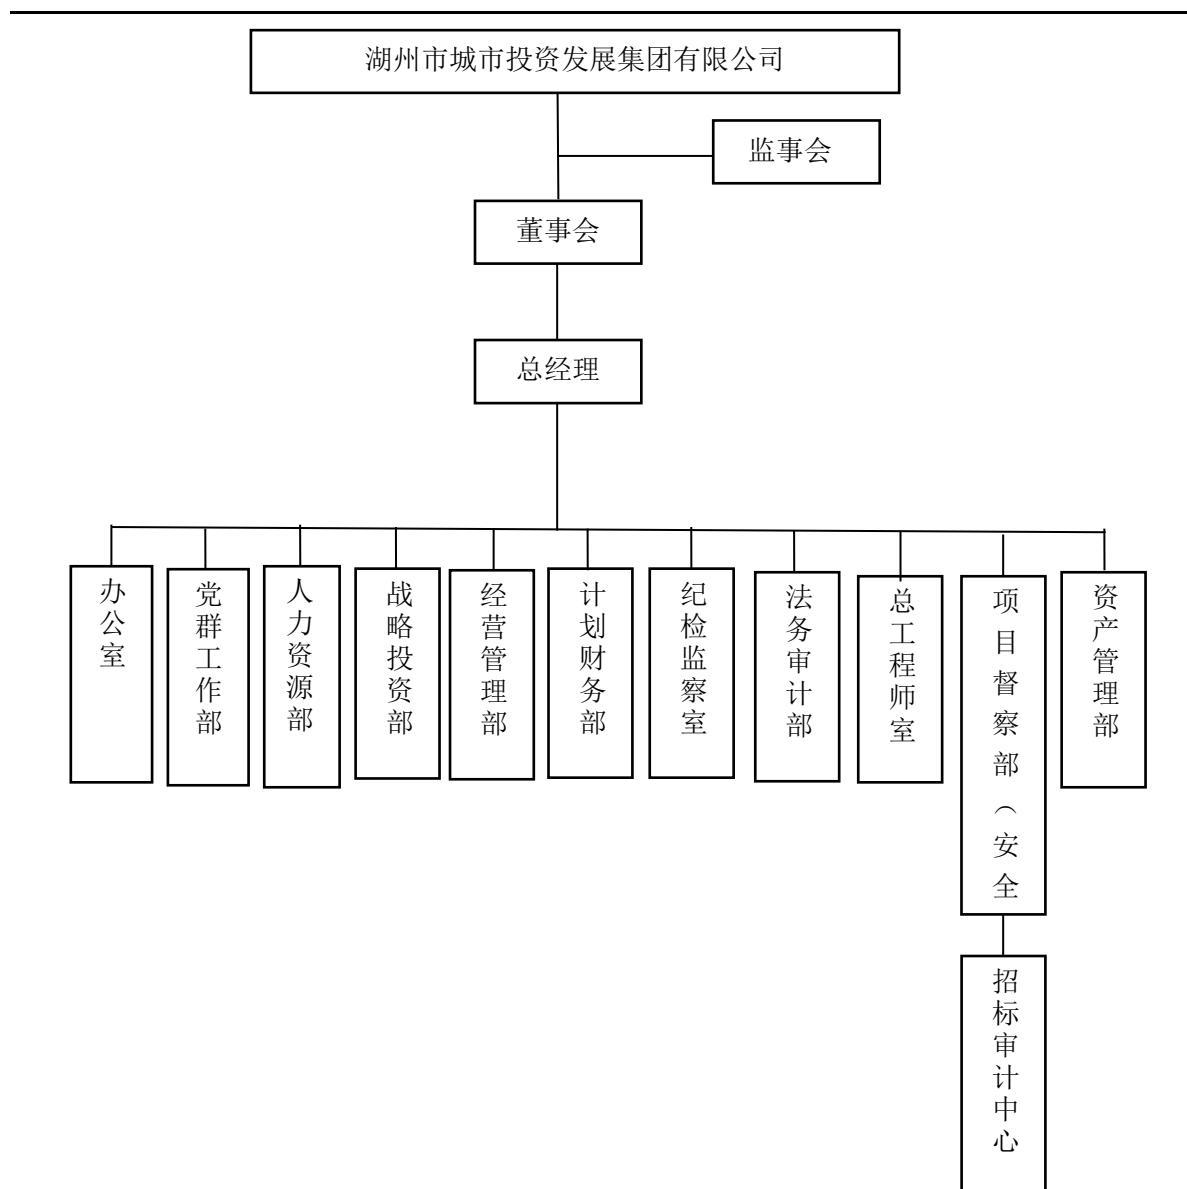 湖州市城市投资发展集团有限公司
监事会
董事会
总经理
办公室
党群工作部
人力资源部
战略投资部
经营管理部
计划财务部
纪检监察室
法务审计部
总工程师室
项目督察部（安全
资产管理部
招标审计中心